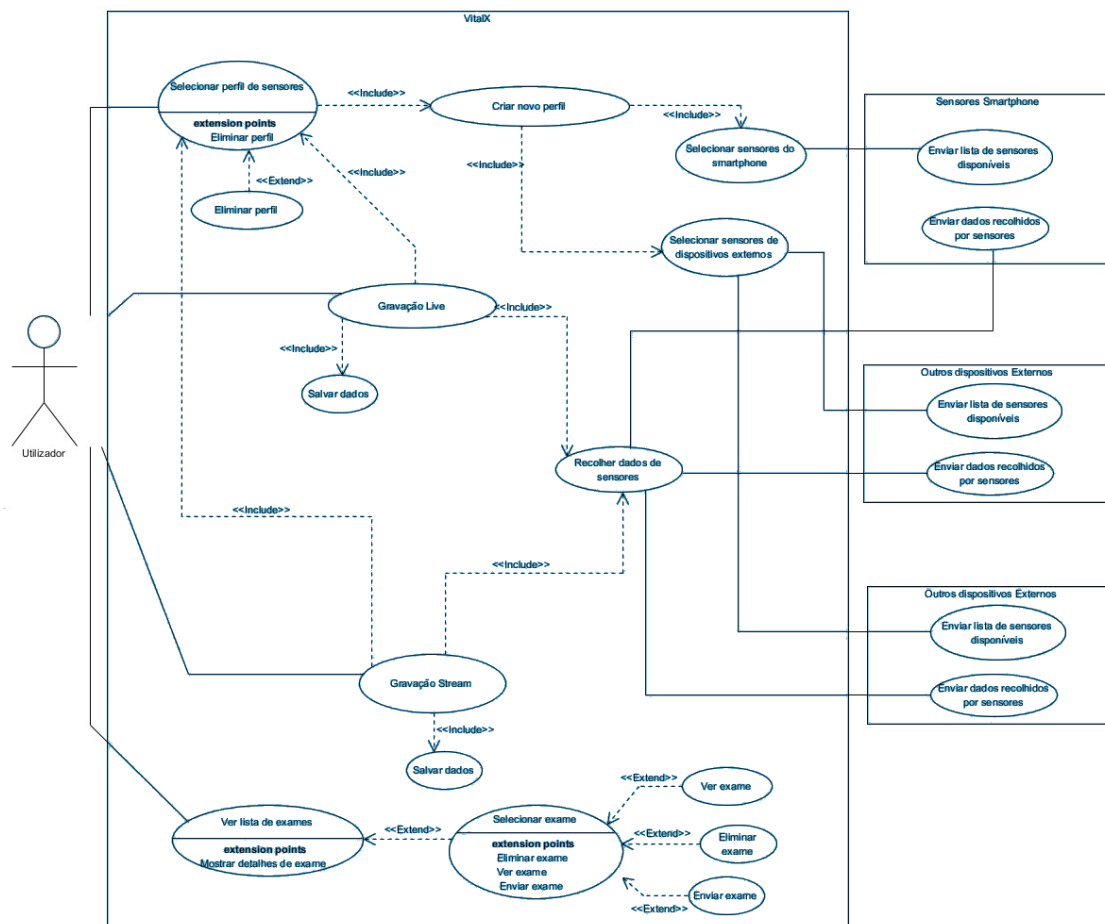 VitalX
Selecionar perfil de sensores
extension points
Eliminar perfil
<<Include>>
Criar novo perfil
<<Include>>
<<Include>>
<<Include>>
Selecionar sensores do
smartphone
<<Extend>>
Eliminar perfil
Sensores Smartphone
Enviar lista de sensores
disponíveis
Enviar dados recolhidos
por sensores
Selecionar sensores de
dispositivos externos
Gravação Live
<<Include>>
<<Include>>
Salvar dados
Utilizador
Outros dispositivos Externos
Enviar lista de sensores
disponíveis
Enviar dados recolhidos
por sensores
Recolher dados de
sensores
<<Include>>
<<Include>>
Outros dispositivos Externos
Enviar lista de sensores
disponíveis
Enviar dados recolhidos
por sensores
Gravação Stream
<<Include>>
Salvar dados
Ver lista de exames
extension points
Mostrar detalhes de exame
<<Extend>>
Selecionar exame
extension points
Eliminar exame
Ver exame
Enviar exame
<<Extend>>
Ver exame
<<Extend>>
Eliminar
exame
Enviar exame
<<Extend>>